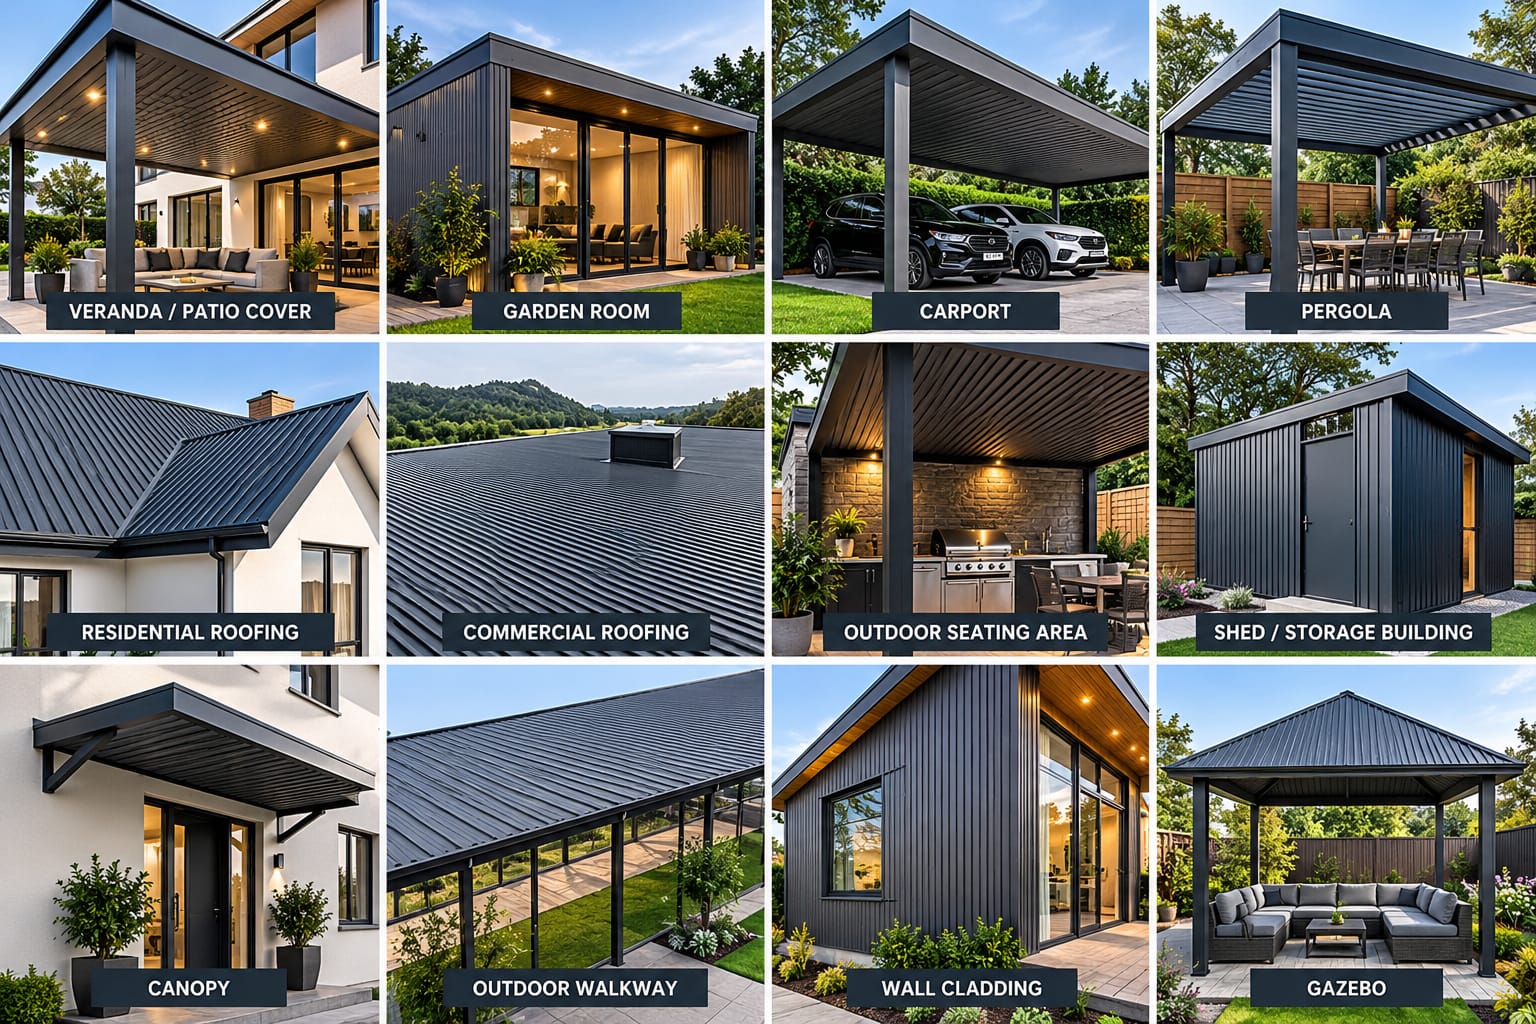 VERANDA / PATIO COVER
GARDEN ROOM
CARPORT
PERGOLA
RESIDENTIAL ROOFING
COMMERCIAL ROOFING
OUTDOOR SEATING AREA
SHED / STORAGE BUILDING
CANOPY
OUTDOOR WALKWAY
WALL CLADDING
GAZEBO